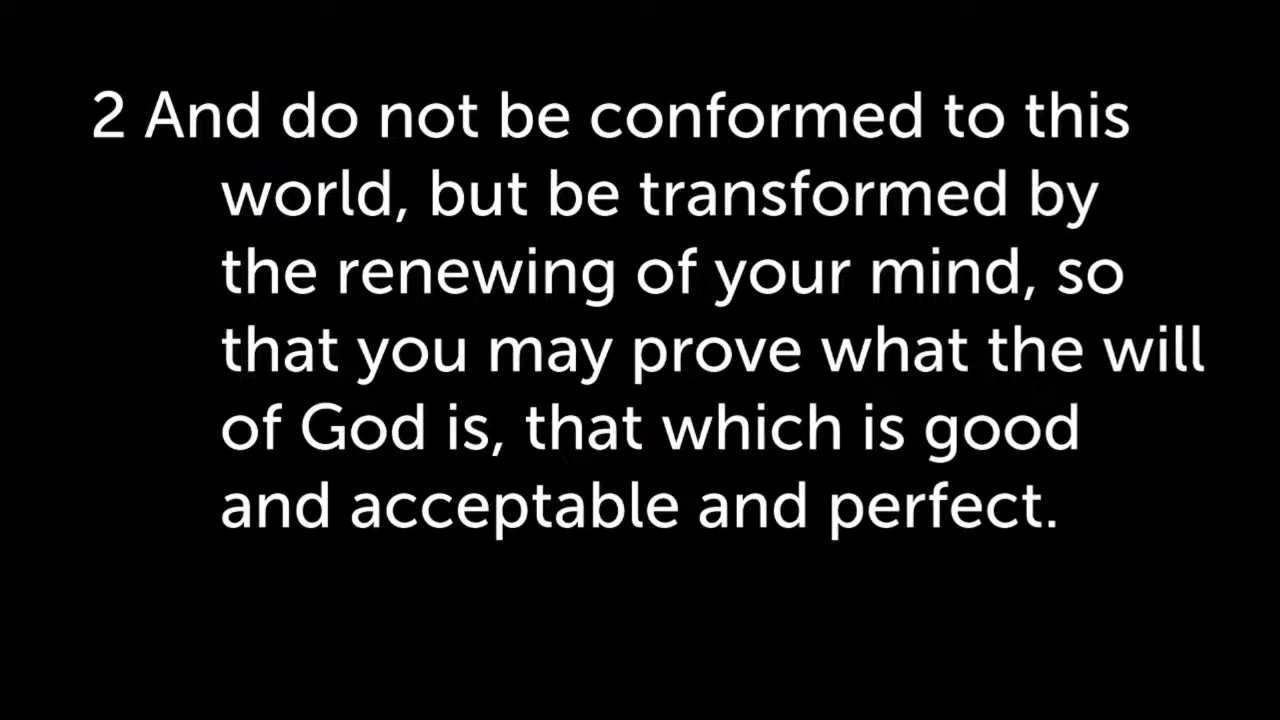 2 And do not be conformed to this
world, but be transformed by
the renewing of your mind, so
that you may prove what the will
of God is, that which is good
and acceptable and perfect.